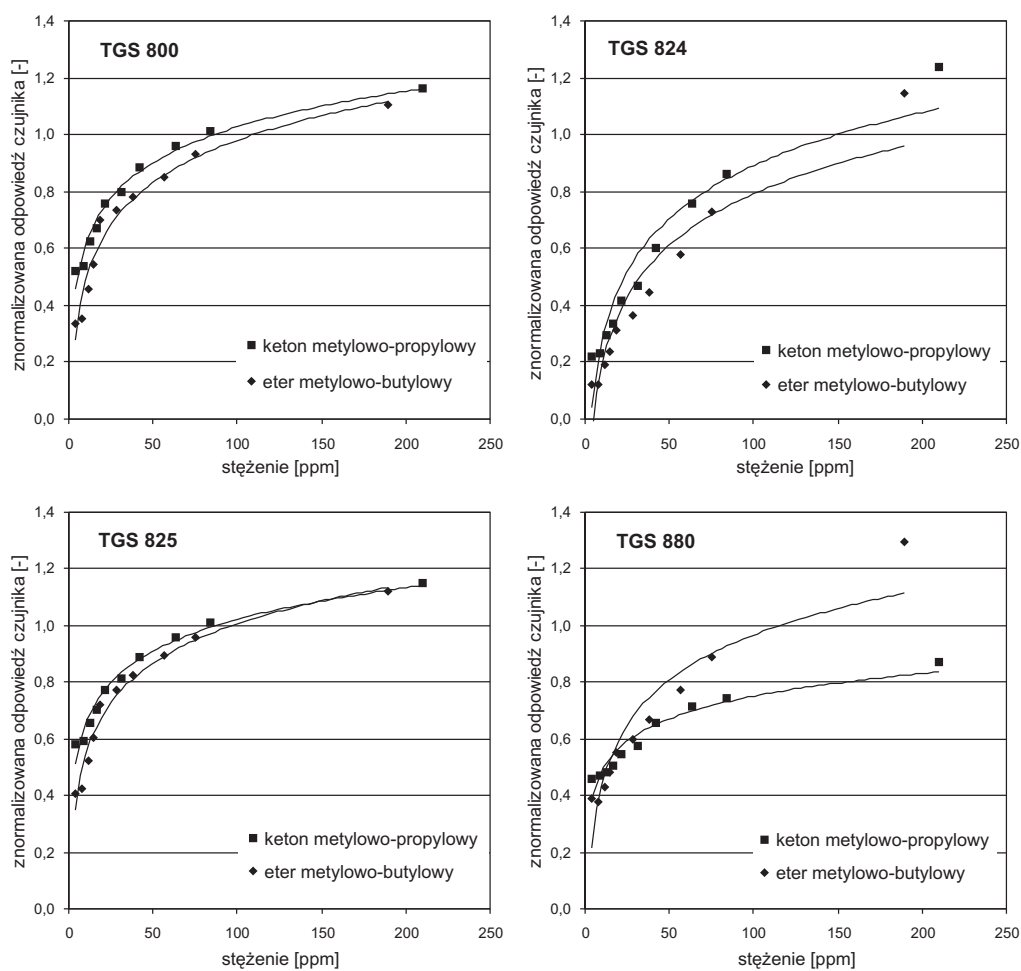 TGS 800
znormalizowana odpowiedź czujnika [-]
1,4
1,2
1,0
0,8
0,6
0,4
0,2
0,0
keton metylowo-propylowy
eter metylowo-butylowy
0 50 100 150 200 250
stężenie [ppm]
TGS 824
znormalizowana odpowiedź czujnika [-]
1,4
1,2
1,0
0,8
0,6
0,4
0,2
0,0
keton metylowo-propylowy
eter metylowo-butylowy
0 50 100 150 200 250
stężenie [ppm]
TGS 825
znormalizowana odpowiedź czujnika [-]
1,4
1,2
1,0
0,8
0,6
0,4
0,2
0,0
keton metylowo-propylowy
eter metylowo-butylowy
0 50 100 150 200 250
stężenie [ppm]
TGS 880
znormalizowana odpowiedź czujnika [-]
1,4
1,2
1,0
0,8
0,6
0,4
0,2
0,0
keton metylowo-propylowy
eter metylowo-butylowy
0 50 100 150 200 250
stężenie [ppm]